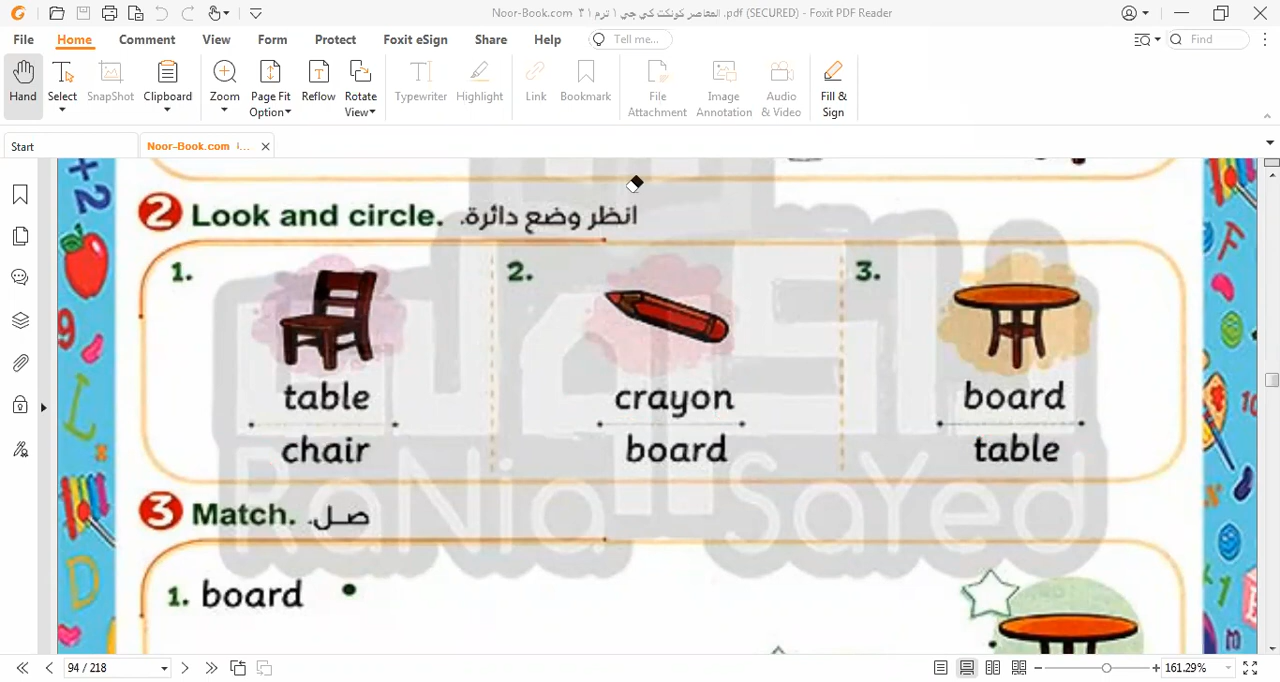 Noor-Book.com المعاصر كونكت كي جي ١ ترم ١ ٣.pdf (SECURED) - Foxit PDF Reader
File Home Comment View Form Protect Foxit eSign Share Help Tell me... Find
Hand Select SnapShot Clipboard Zoom Page Fit Option Reflow Rotate View Typewriter Highlight Link Bookmark File Attachment Image Annotation Audio & Video Fill & Sign
Start Noor-Book.com
2 Look and circle. انظر وضع دائرة.
1. 2. 3.
table crayon board
chair board table
RaNia SaYed
3 Match. صل.
1. board
94 / 218 161.29%